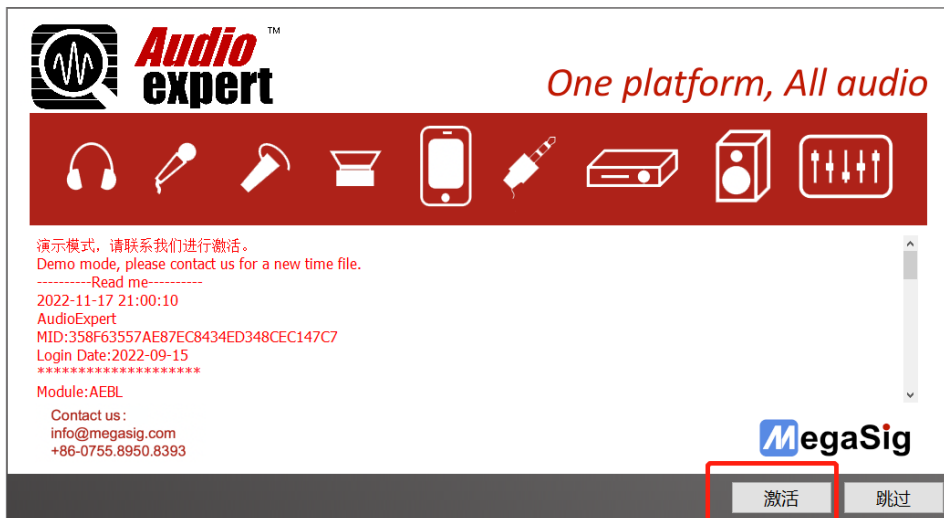 Audio™
expert
One platform, All audio
演示模式，请联系我们进行激活。
Demo mode, please contact us for a new time file.
----------Read me----------
2022-11-17 21:00:10
AudioExpert
MID:358F63557AE87EC8434ED348CEC147C7
Login Date:2022-09-15
********************
Module:AEBL
Contact us:
info@megasig.com
+86-0755.8950.8393
MegaSig
激活
跳过